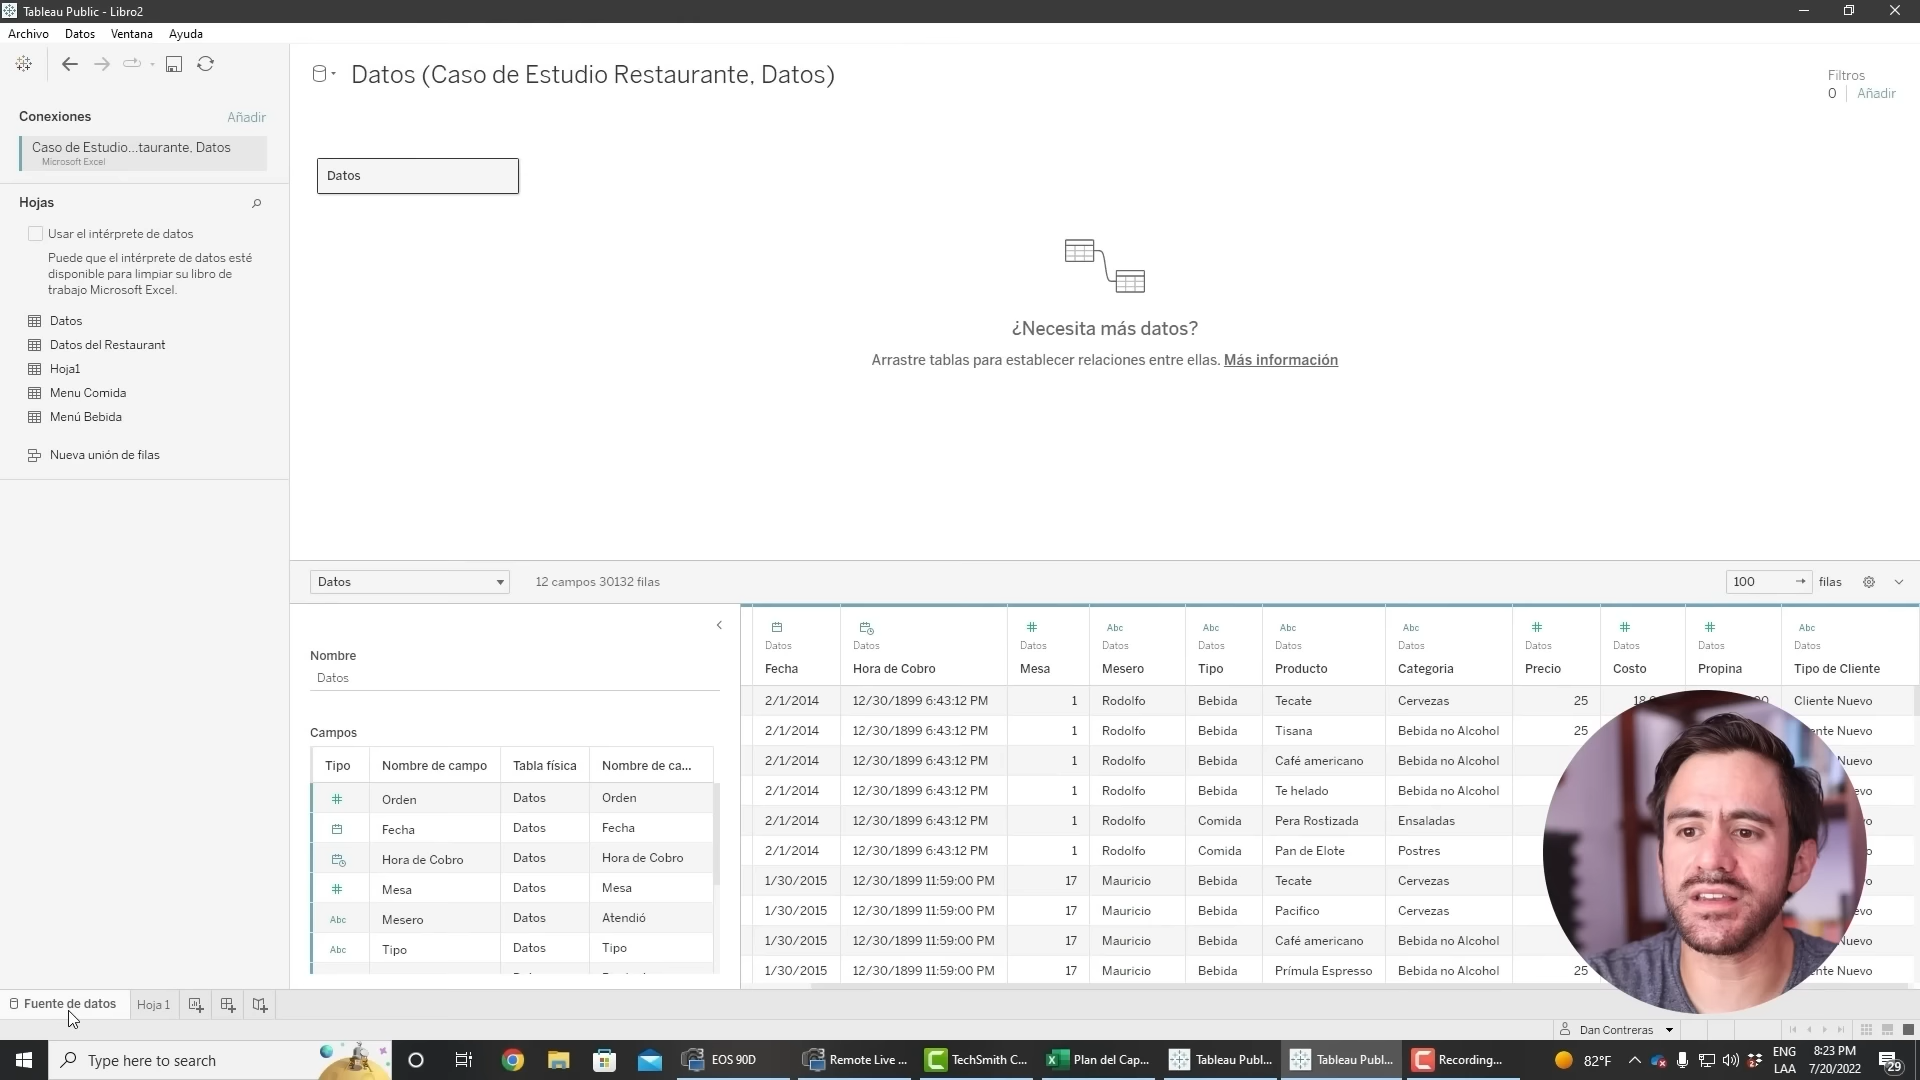 Tableau Public - Libro2
Archivo Datos Ventana Ayuda
Conexiones Añadir
Caso de Estudio...taurante, Datos
Microsoft Excel
Hojas
Usar el intérprete de datos
Puede que el intérprete de datos esté
disponible para limpiar su libro de
trabajo Microsoft Excel.
Datos
Datos del Restaurant
Hoja1
Menu Comida
Menú Bebida
Nueva unión de filas
Datos (Caso de Estudio Restaurante, Datos)
Filtros
0 Añadir
Datos
¿Necesita más datos?
Arrastre tablas para establecer relaciones entre ellas. Más información
Datos 12 campos 30132 filas 100 filas
Nombre
Datos
Campos
Tipo Nombre de campo Tabla física Nombre de ca...
# Orden Datos Orden
Fecha Datos Fecha
Hora de Cobro Datos Hora de Cobro
# Mesa Datos Mesa
Abc Mesero Datos Atendió
Abc Tipo Datos Tipo
# Abc Abc Abc Abc # # # Abc
Datos Datos Datos Datos Datos Datos Datos Datos Datos Datos Datos
Fecha Hora de Cobro Mesa Mesero Tipo Producto Categoria Precio Costo Propina Tipo de Cliente
2/1/2014 12/30/1899 6:43:12 PM 1 Rodolfo Bebida Tecate Cervezas 25 Cliente Nuevo
2/1/2014 12/30/1899 6:43:12 PM 1 Rodolfo Bebida Tisana Bebida no Alcohol 25 Nuevo
2/1/2014 12/30/1899 6:43:12 PM 1 Rodolfo Bebida Café americano Bebida no Alcohol
2/1/2014 12/30/1899 6:43:12 PM 1 Rodolfo Bebida Te helado Bebida no Alcohol
2/1/2014 12/30/1899 6:43:12 PM 1 Rodolfo Comida Pera Rostizada Ensaladas
2/1/2014 12/30/1899 6:43:12 PM 1 Rodolfo Comida Pan de Elote Postres
1/30/2015 12/30/1899 11:59:00 PM 17 Mauricio Bebida Tecate Cervezas
1/30/2015 12/30/1899 11:59:00 PM 17 Mauricio Bebida Pacifico Cervezas
1/30/2015 12/30/1899 11:59:00 PM 17 Mauricio Bebida Café americano Bebida no Alcohol
1/30/2015 12/30/1899 11:59:00 PM 17 Mauricio Bebida Prímula Espresso Bebida no Alcohol 25 Nuevo
Fuente de datos Hoja 1
Dan Contreras
Type here to search
EOS 90D
Remote Live ...
TechSmith C...
Plan del Cap...
Tableau Publ...
Tableau Publ...
Recording...
82°F
ENG
LAA
8:23 PM
7/20/2022
29